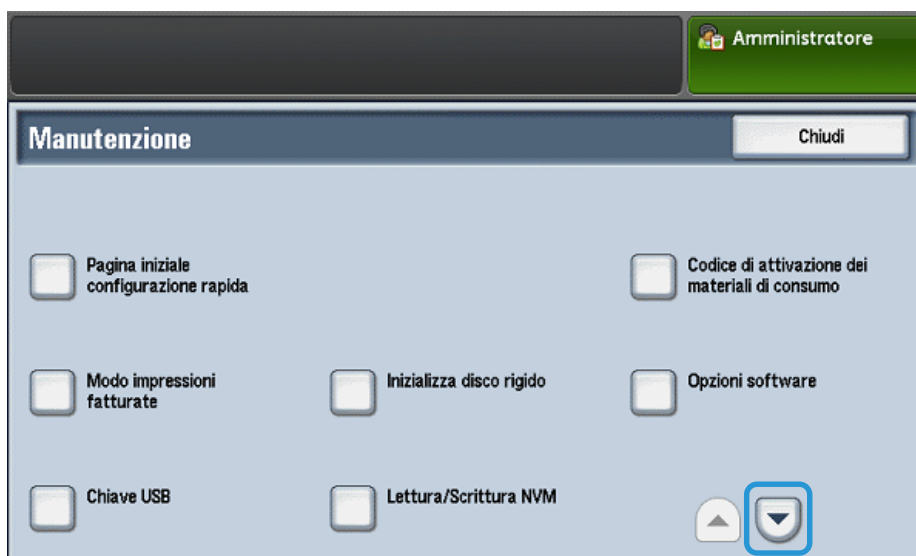 Amministratore
Manutenzione
Chiudi
Pagina iniziale
configurazione rapida
Codice di attivazione dei
materiali di consumo
Modo impressioni
fatturate
Inizializza disco rigido
Opzioni software
Chiave USB
Lettura/Scrittura NVM